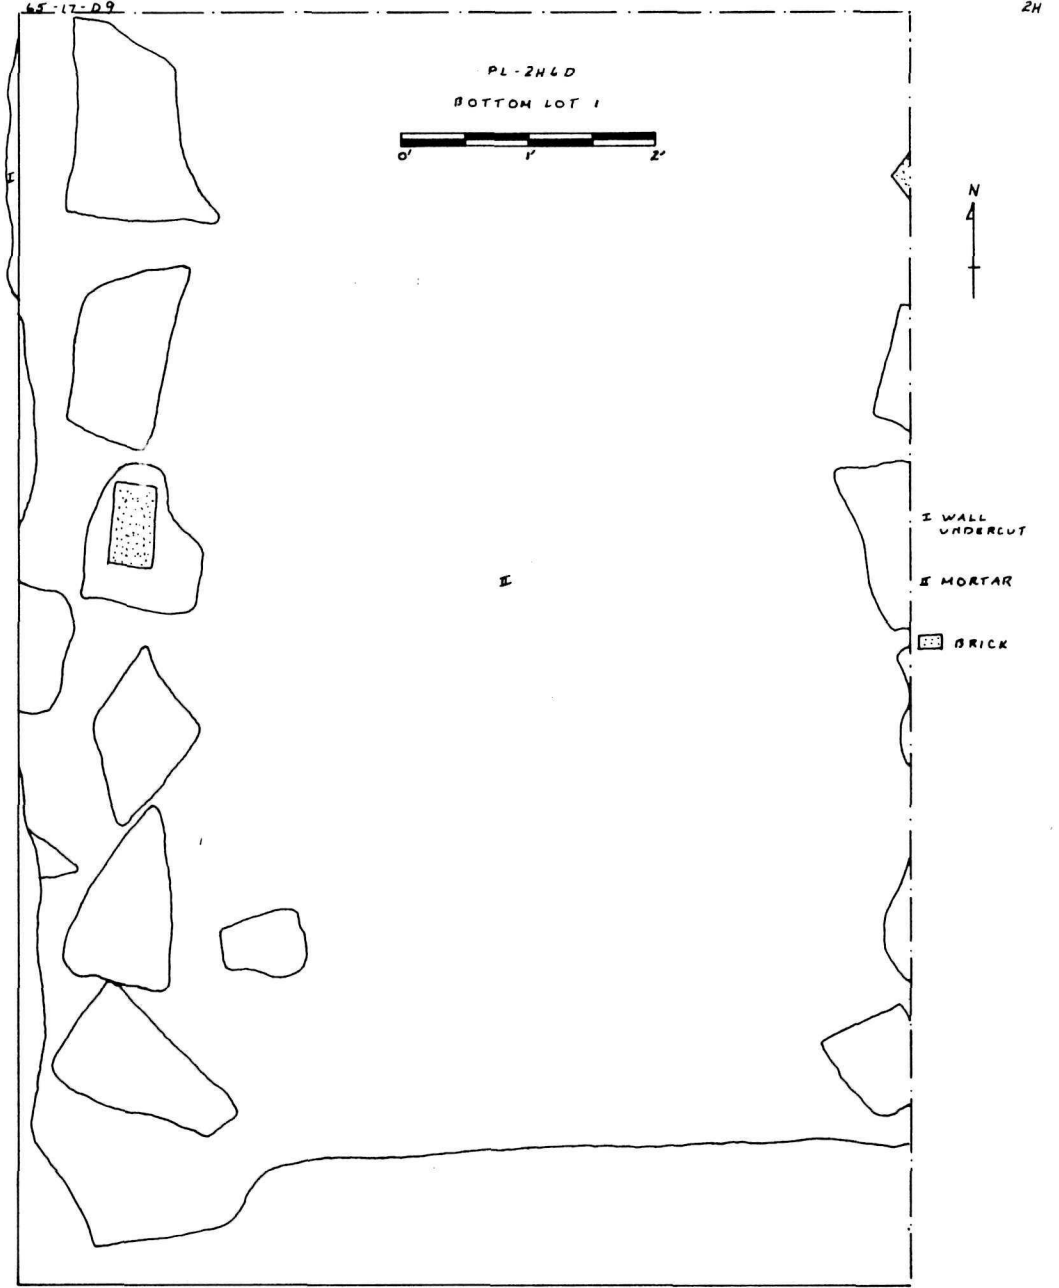 65-17-D9
2H
PL-2H6D
BOTTOM LOT 1
0' 1' 2'
I
N
I WALL
UNDERCUT
II
II MORTAR
BRICK